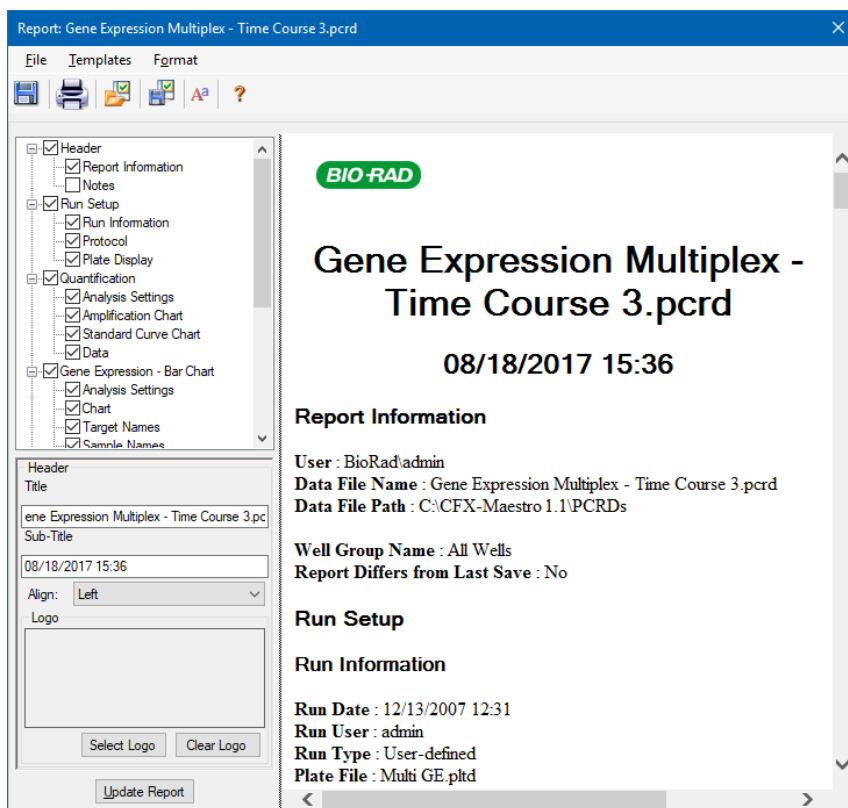 Report: Gene Expression Multiplex - Time Course 3.pcrd
File Templates Format
Aa ?
Header
Report Information
Notes
Run Setup
Run Information
Protocol
Plate Display
Quantification
Analysis Settings
Amplification Chart
Standard Curve Chart
Data
Gene Expression - Bar Chart
Analysis Settings
Chart
Target Names
Sample Names
Header
Title
ene Expression Multiplex - Time Course 3.pc
Sub-Title
08/18/2017 15:36
Align: Left
Logo
Select Logo Clear Logo
Update Report
BIO-RAD
Gene Expression Multiplex -
Time Course 3.pcrd
08/18/2017 15:36
Report Information
User : BioRad\admin
Data File Name : Gene Expression Multiplex - Time Course 3.pcrd
Data File Path : C:\CFX-Maestro 1.1\PCRDs
Well Group Name : All Wells
Report Differs from Last Save : No
Run Setup
Run Information
Run Date : 12/13/2007 12:31
Run User : admin
Run Type : User-defined
Plate File : Multi GE.pltd